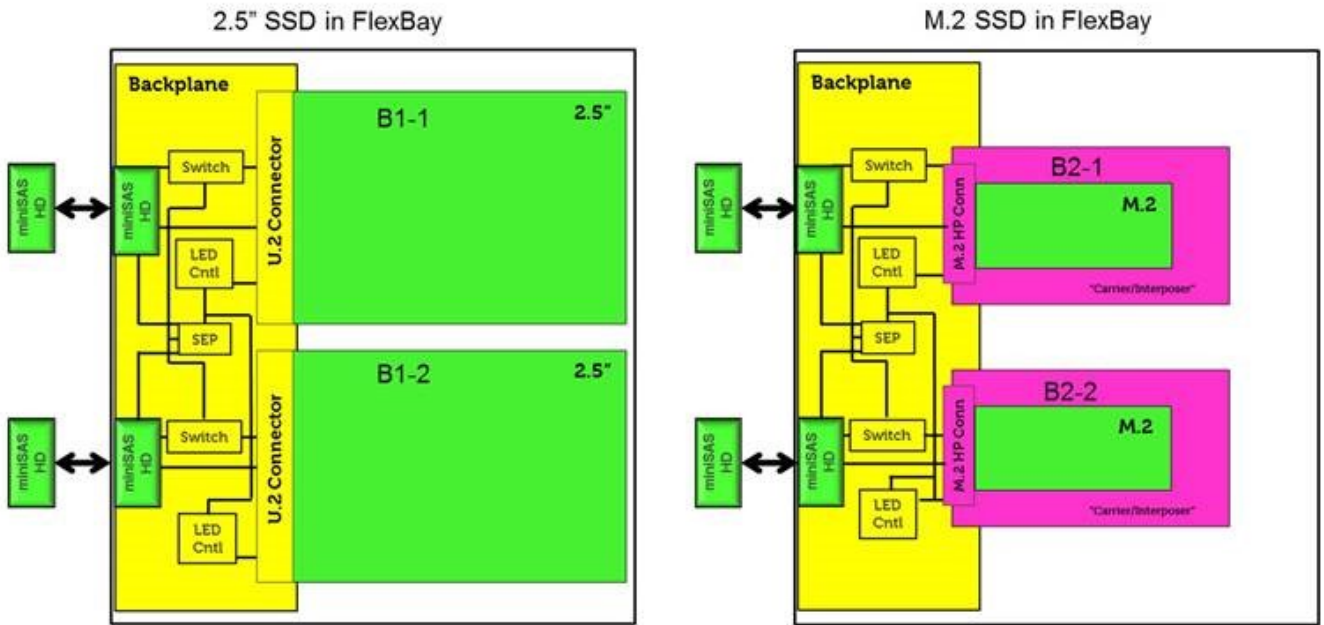 2.5” SSD in FlexBay
Backplane
B1-1
2.5”
Switch
miniSAS
HD
miniSAS
HD
U.2 Connector
LED
Cntl
SEP
B1-2
2.5”
Switch
miniSAS
HD
miniSAS
HD
U.2 Connector
LED
Cntl
M.2 SSD in FlexBay
Backplane
Switch
B2-1
miniSAS
HD
miniSAS
HD
M.2 HP Conn
M.2
LED
Cntl
"Carrier/Interposer"
SEP
B2-2
miniSAS
HD
miniSAS
HD
Switch
M.2 HP Conn
M.2
LED
Cntl
"Carrier/Interposer"